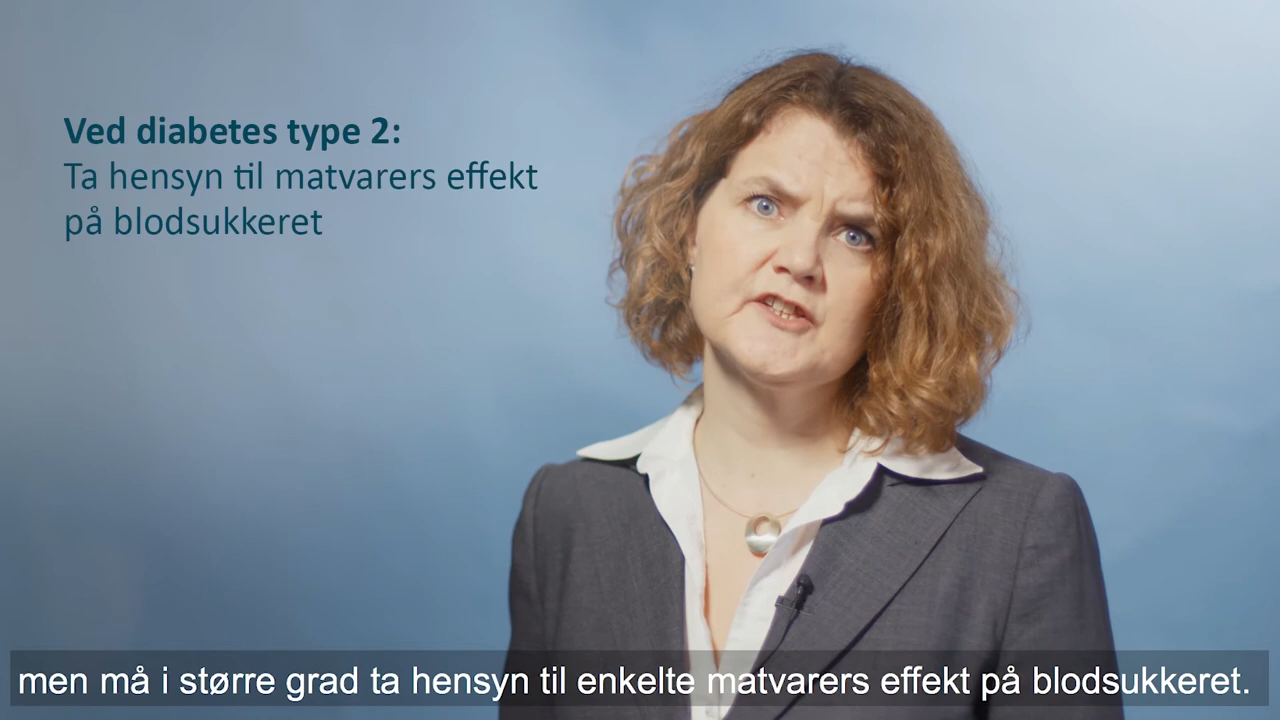 Ved diabetes type 2:
Ta hensyn til matvarers effekt
på blodsukkeret
men må i større grad ta hensyn til enkelte matvarers effekt på blodsukkeret.